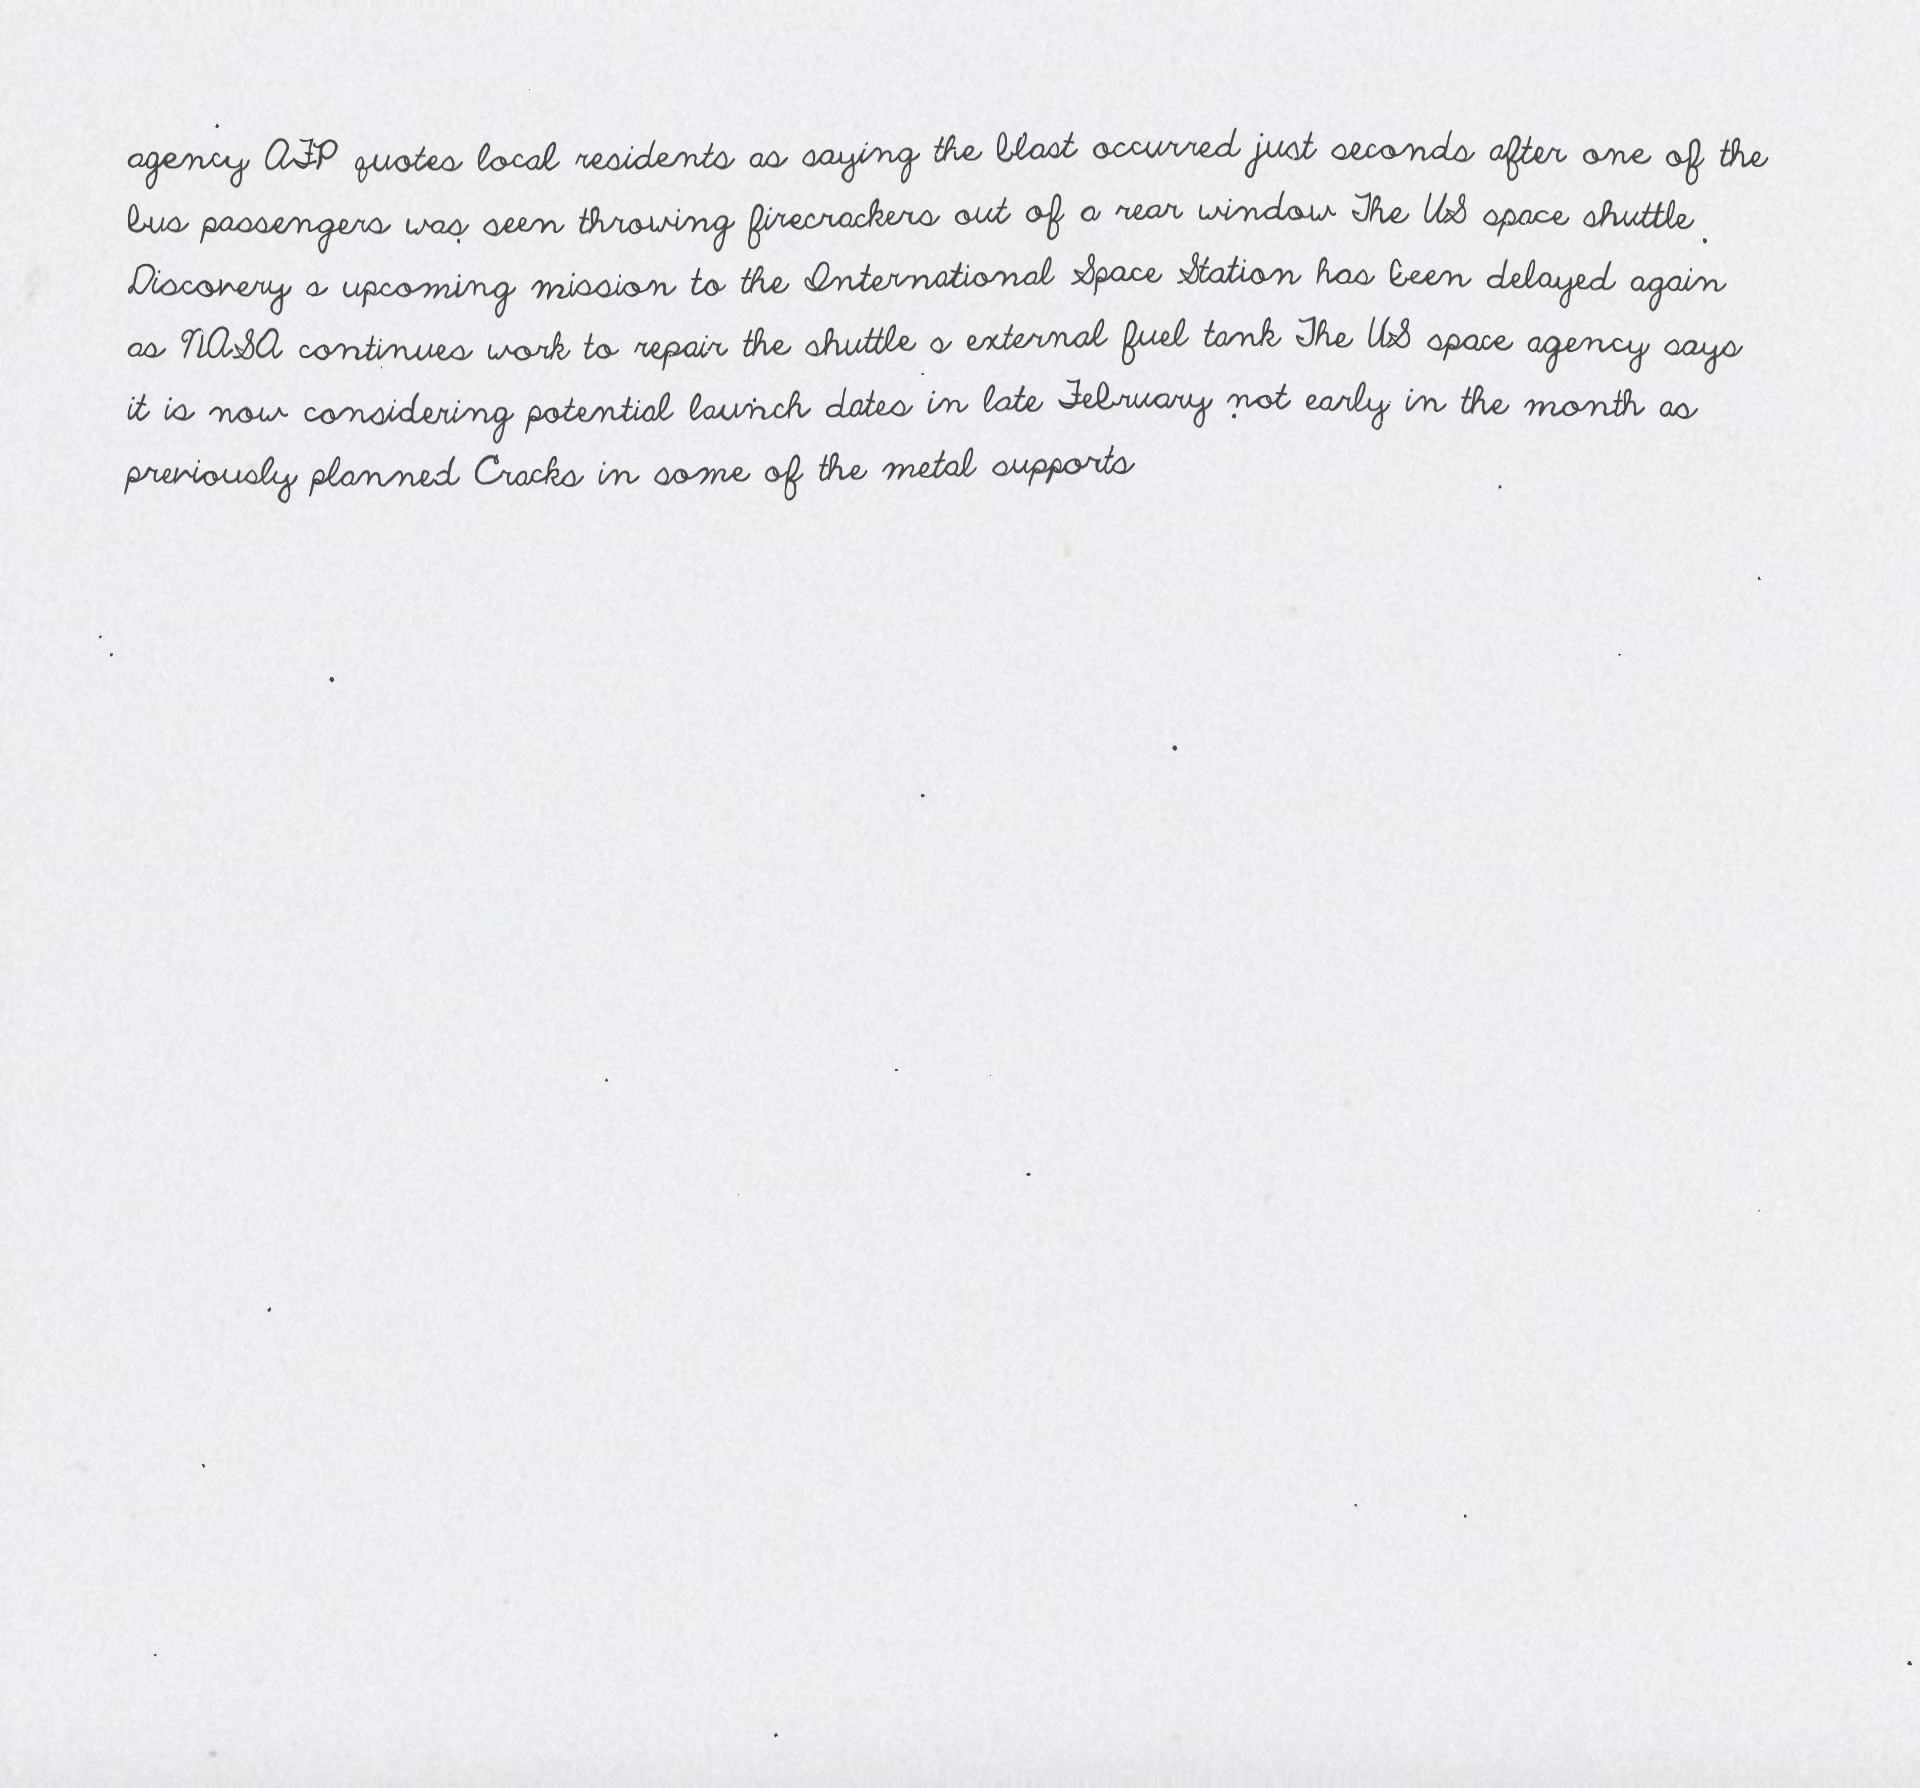 agency AFP quotes local residents as saying the blast occurred just seconds after one of the
bus passengers was seen throwing firecrackers out of a rear window The US space shuttle
Discovery s upcoming mission to the International Space Station has been delayed again
as NASA continues work to repair the shuttle s external fuel tank The US space agency says
it is now considering potential launch dates in late February not early in the month as
previously planned Cracks in some of the metal supports